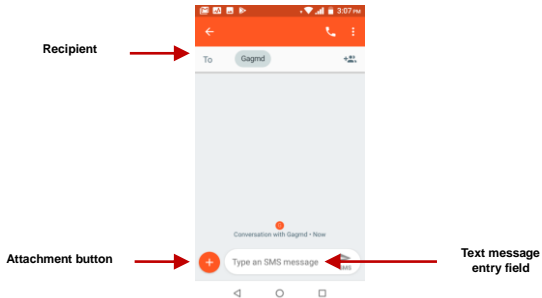 3:07 PM
Recipient
To Gagmd
Conversation with Gagmd • Now
Attachment button
Type an SMS message
SMS
Text message
entry field